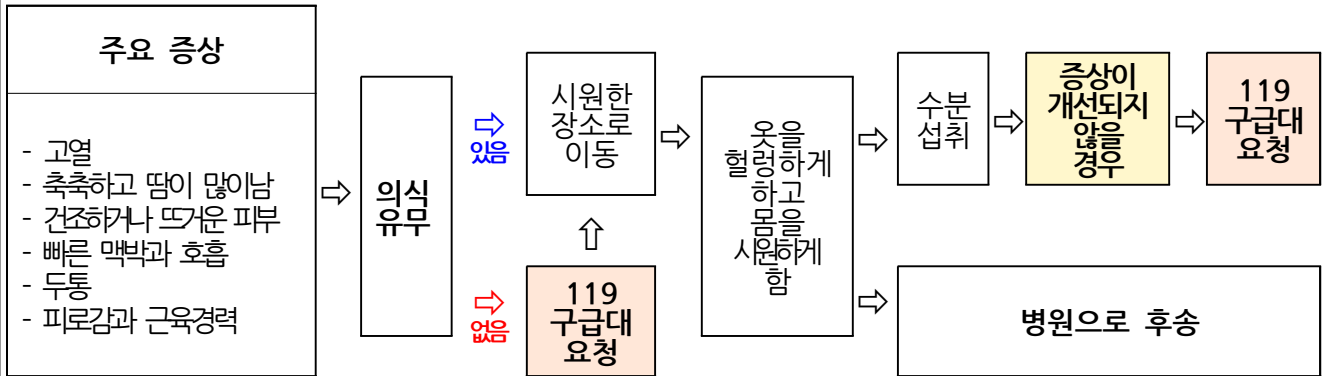 주요 증상
- 고열
- 축축하고 땀이 많이남
- 건조하거나 뜨거운 피부
- 빠른 맥박과 호흡
- 두통
- 피로감과 근육경력
⇨
의식
유무
⇨
있음
⇨
없음
시원한
장소로
이동
⇧
119
구급대
요청
⇨
옷을
헐렁하게
하고
몸을
시원하게
함
⇨
수분
섭취
⇨
증상이
개선되지
않을
경우
⇨
119
구급대
요청
⇨
병원으로 후송